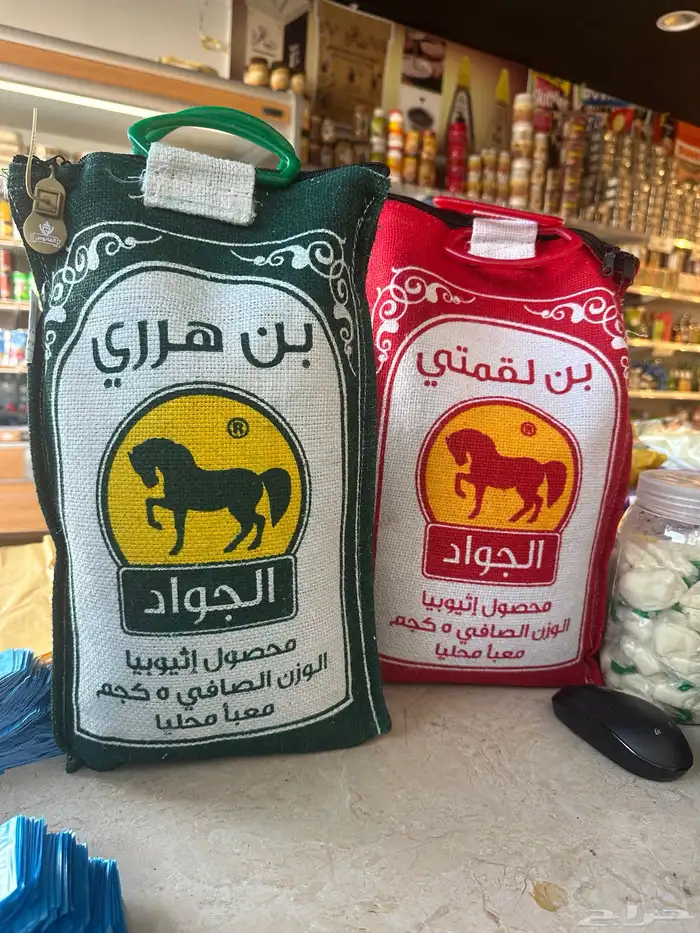 بن هرري
®
الجواد
محصول إثيوبيا
الوزن الصافي ٥ كجم
معبأ محليا
بن لقمتي
®
الجواد
محصول إثيوبيا
الوزن الصافي ٥ كجم
معبأ محليا
حراج